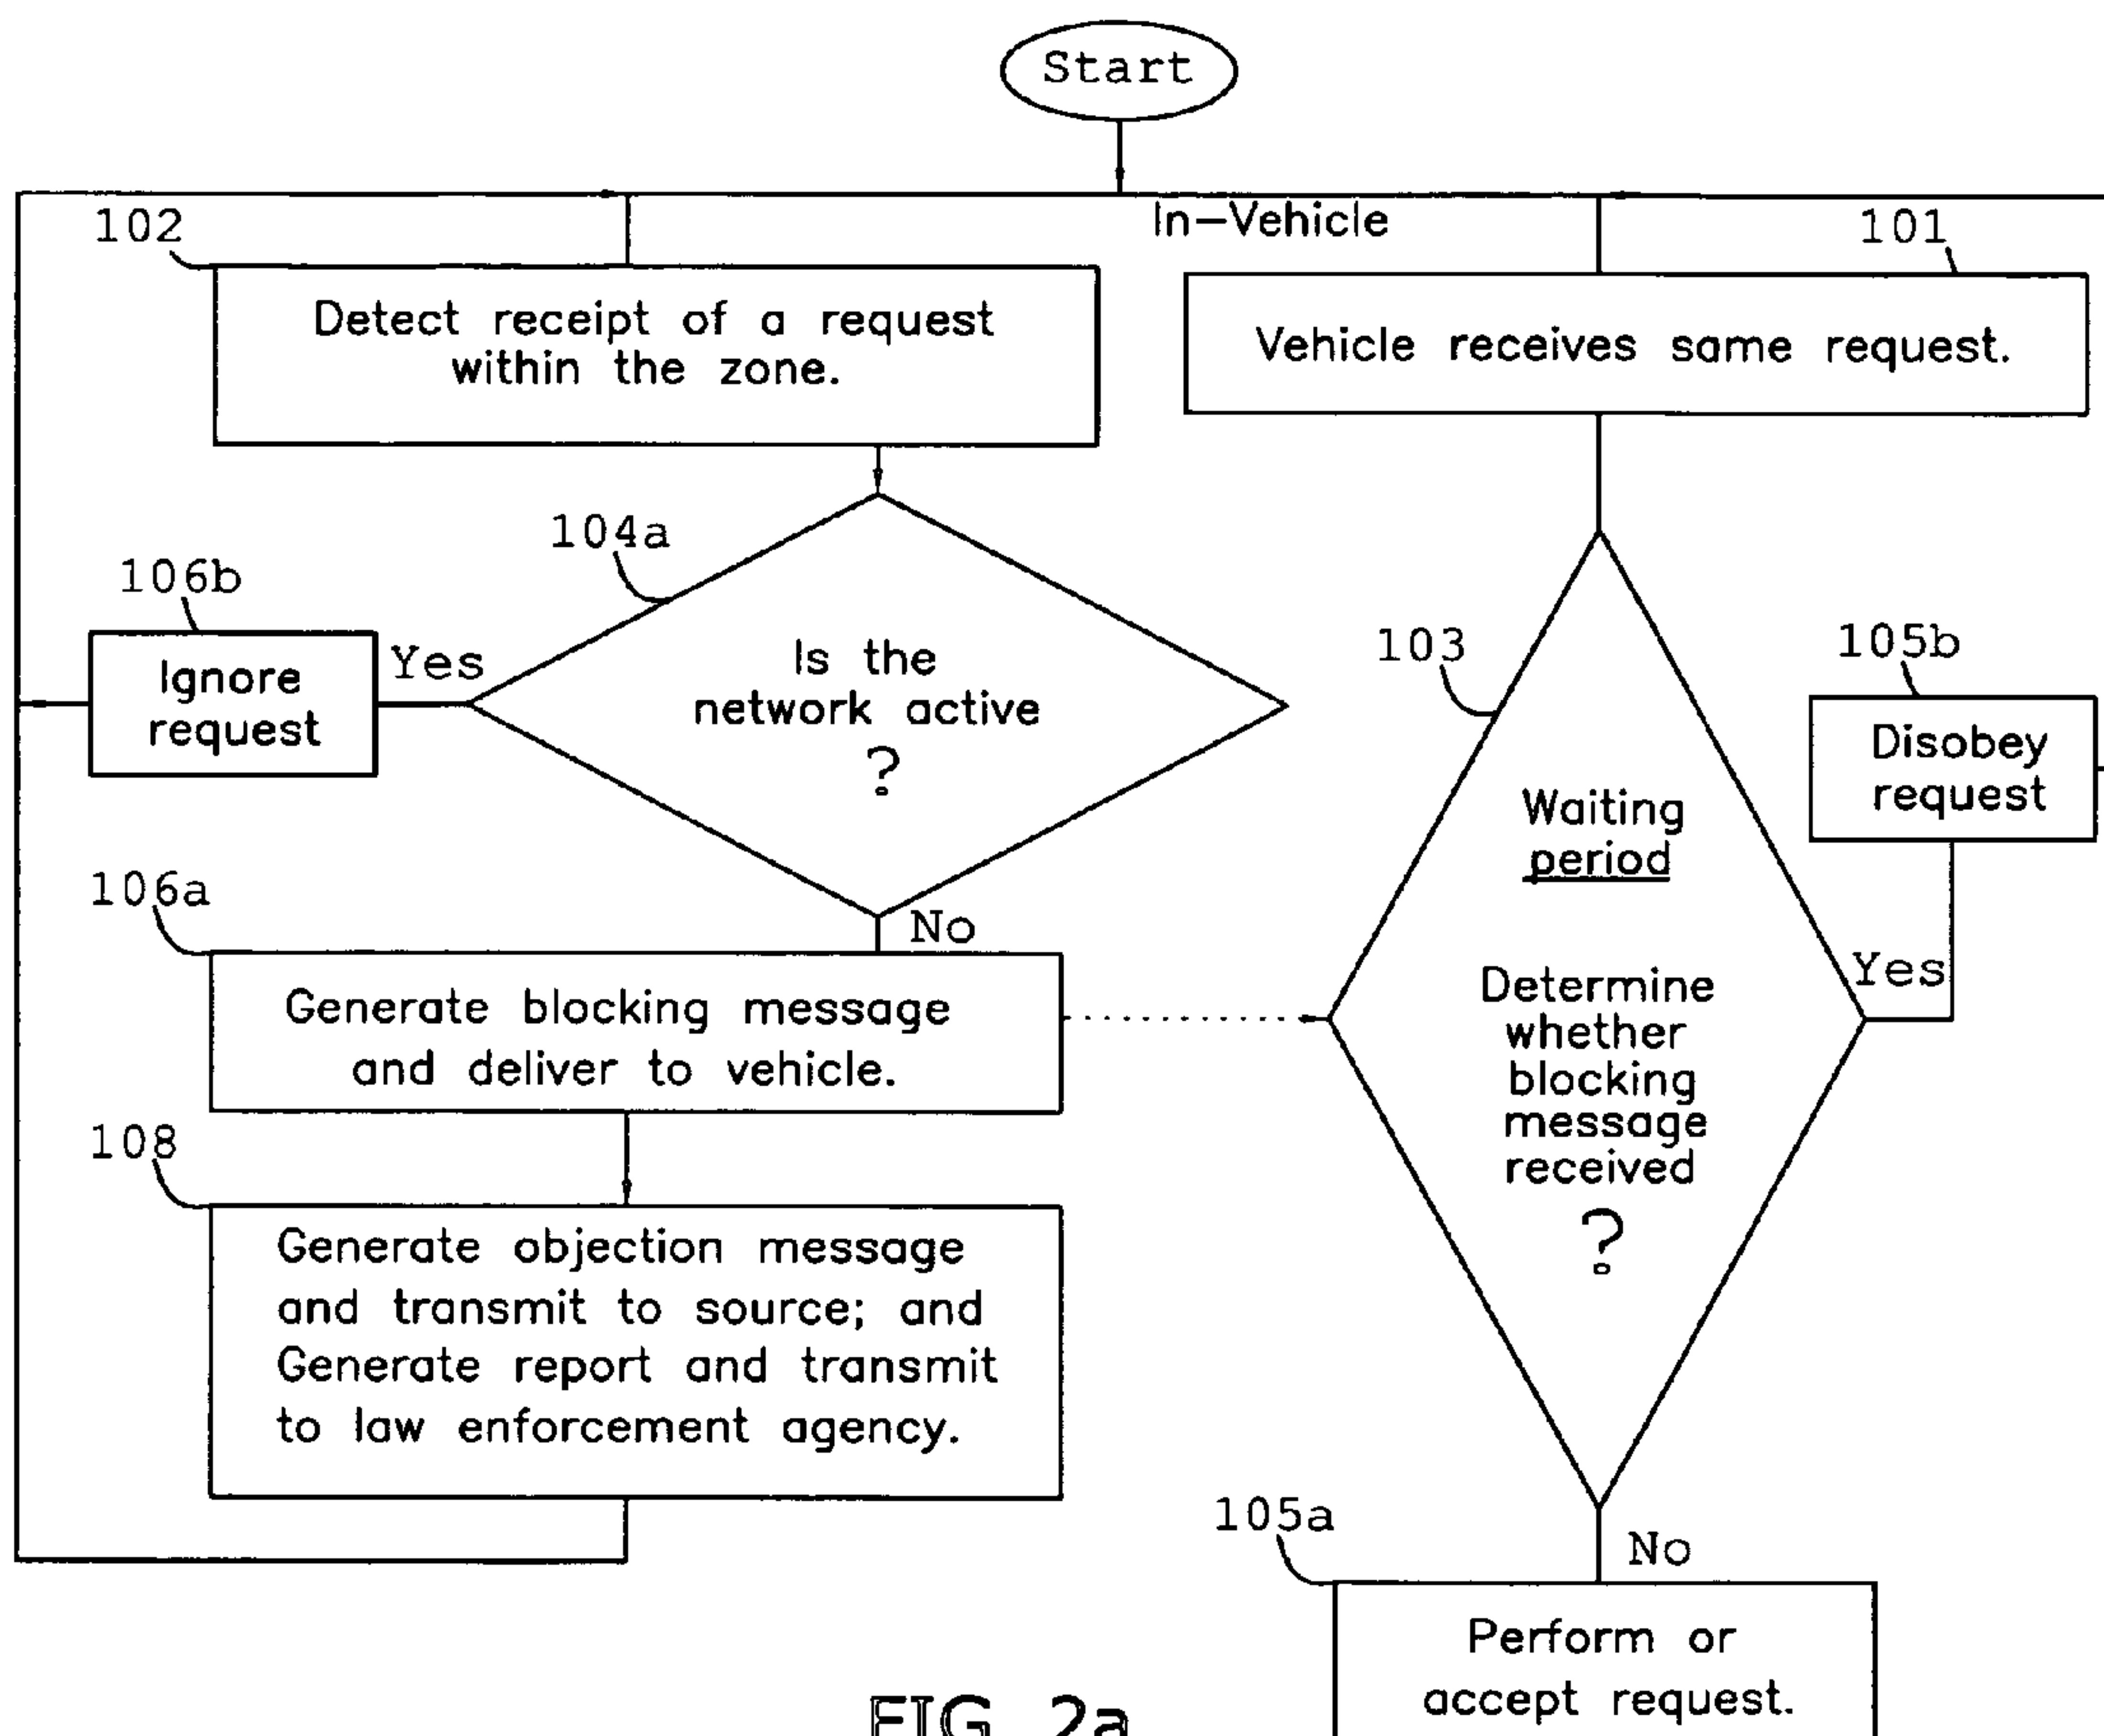 Start
In-Vehicle
102
101
Detect receipt of a request
within the zone.
Vehicle receives same request.
104a
106b
Ignore
request
Yes
Is the
network active
?
103
105b
Disobey
request
Waiting
period
106a
No
Generate blocking message
and deliver to vehicle.
Determine
whether
blocking
message
received
?
Yes
108
Generate objection message
and transmit to source; and
Generate report and transmit
to law enforcement agency.
105a
No
Perform or
accept request.
FIG 2a